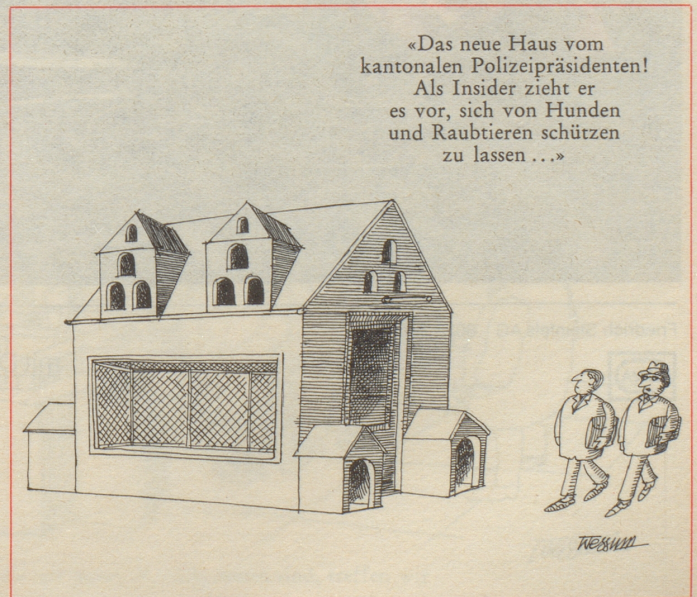 «Das neue Haus vom
kantonalen Polizeipräsidenten!
Als Insider zieht er
es vor, sich von Hunden
und Raubtieren schützen
zu lassen ...»
Wessum